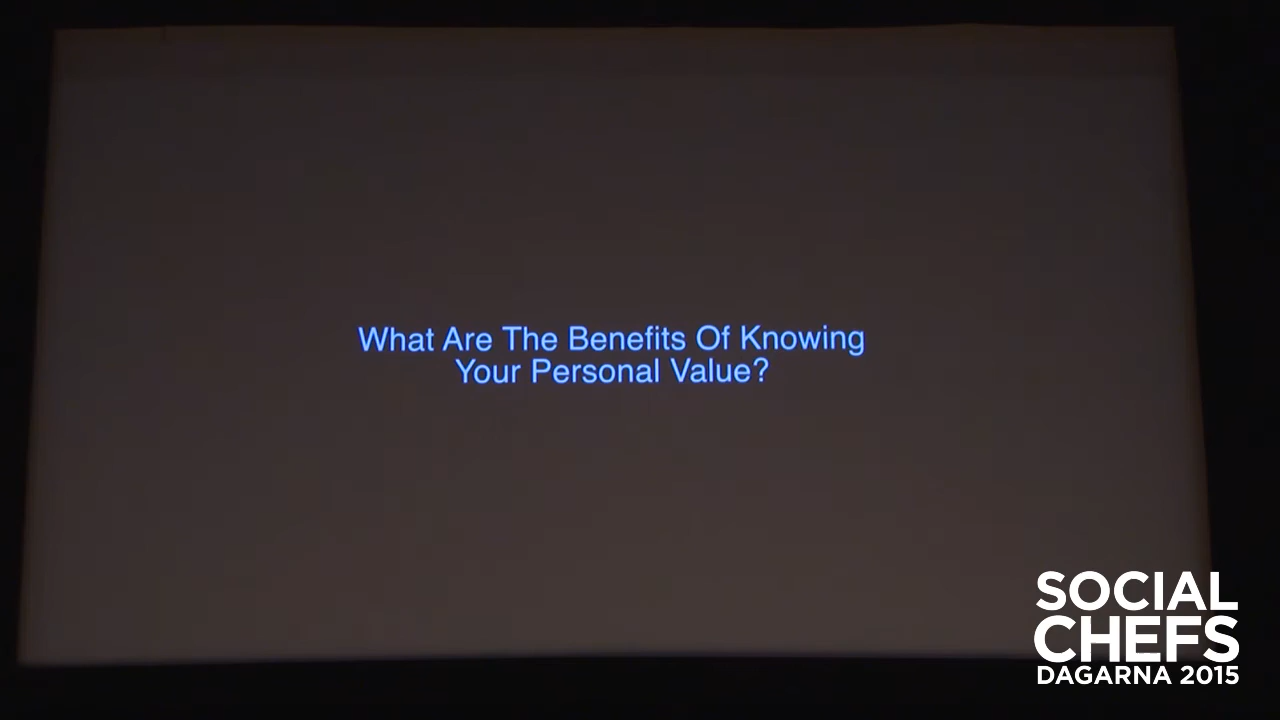 What Are The Benefits Of Knowing
Your Personal Value?
SOCIAL
CHEFS
DAGARNA 2015